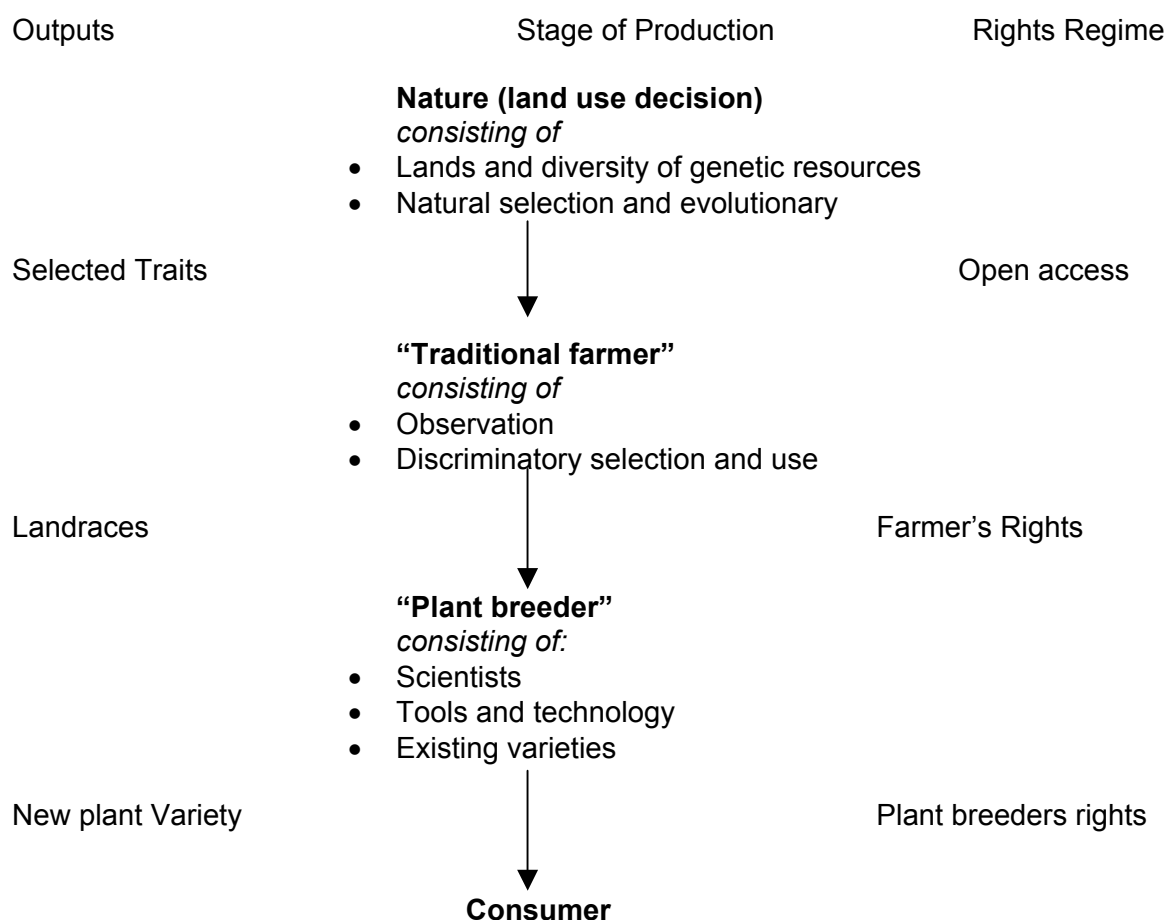 Outputs Stage of Production Rights Regime
Nature (land use decision)
consisting of
• Lands and diversity of genetic resources
• Natural selection and evolutionary
Selected Traits Open access
“Traditional farmer”
consisting of
• Observation
• Discriminatory selection and use
Landraces Farmer’s Rights
“Plant breeder”
consisting of:
• Scientists
• Tools and technology
• Existing varieties
New plant Variety Plant breeders rights
Consumer